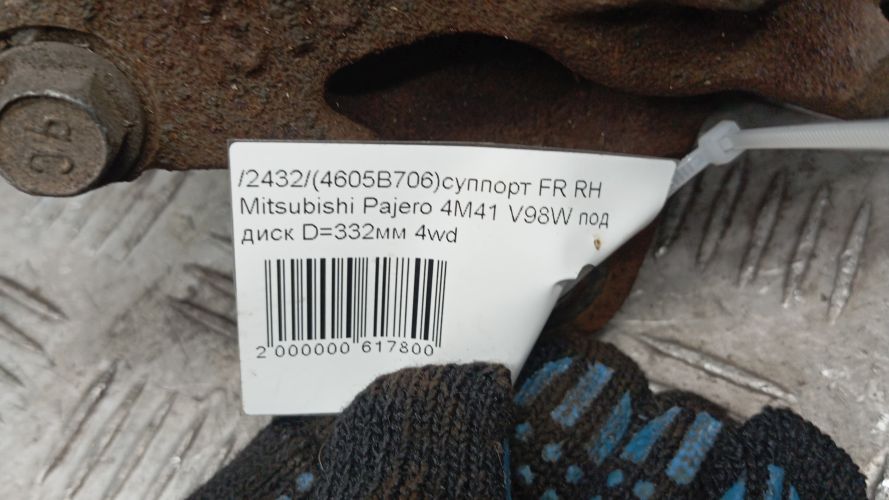 /2432/(4605B706)суппорт FR RH
Mitsubishi Pajero 4M41 V98W под
диск D=332мм 4wd
2 000000 617800